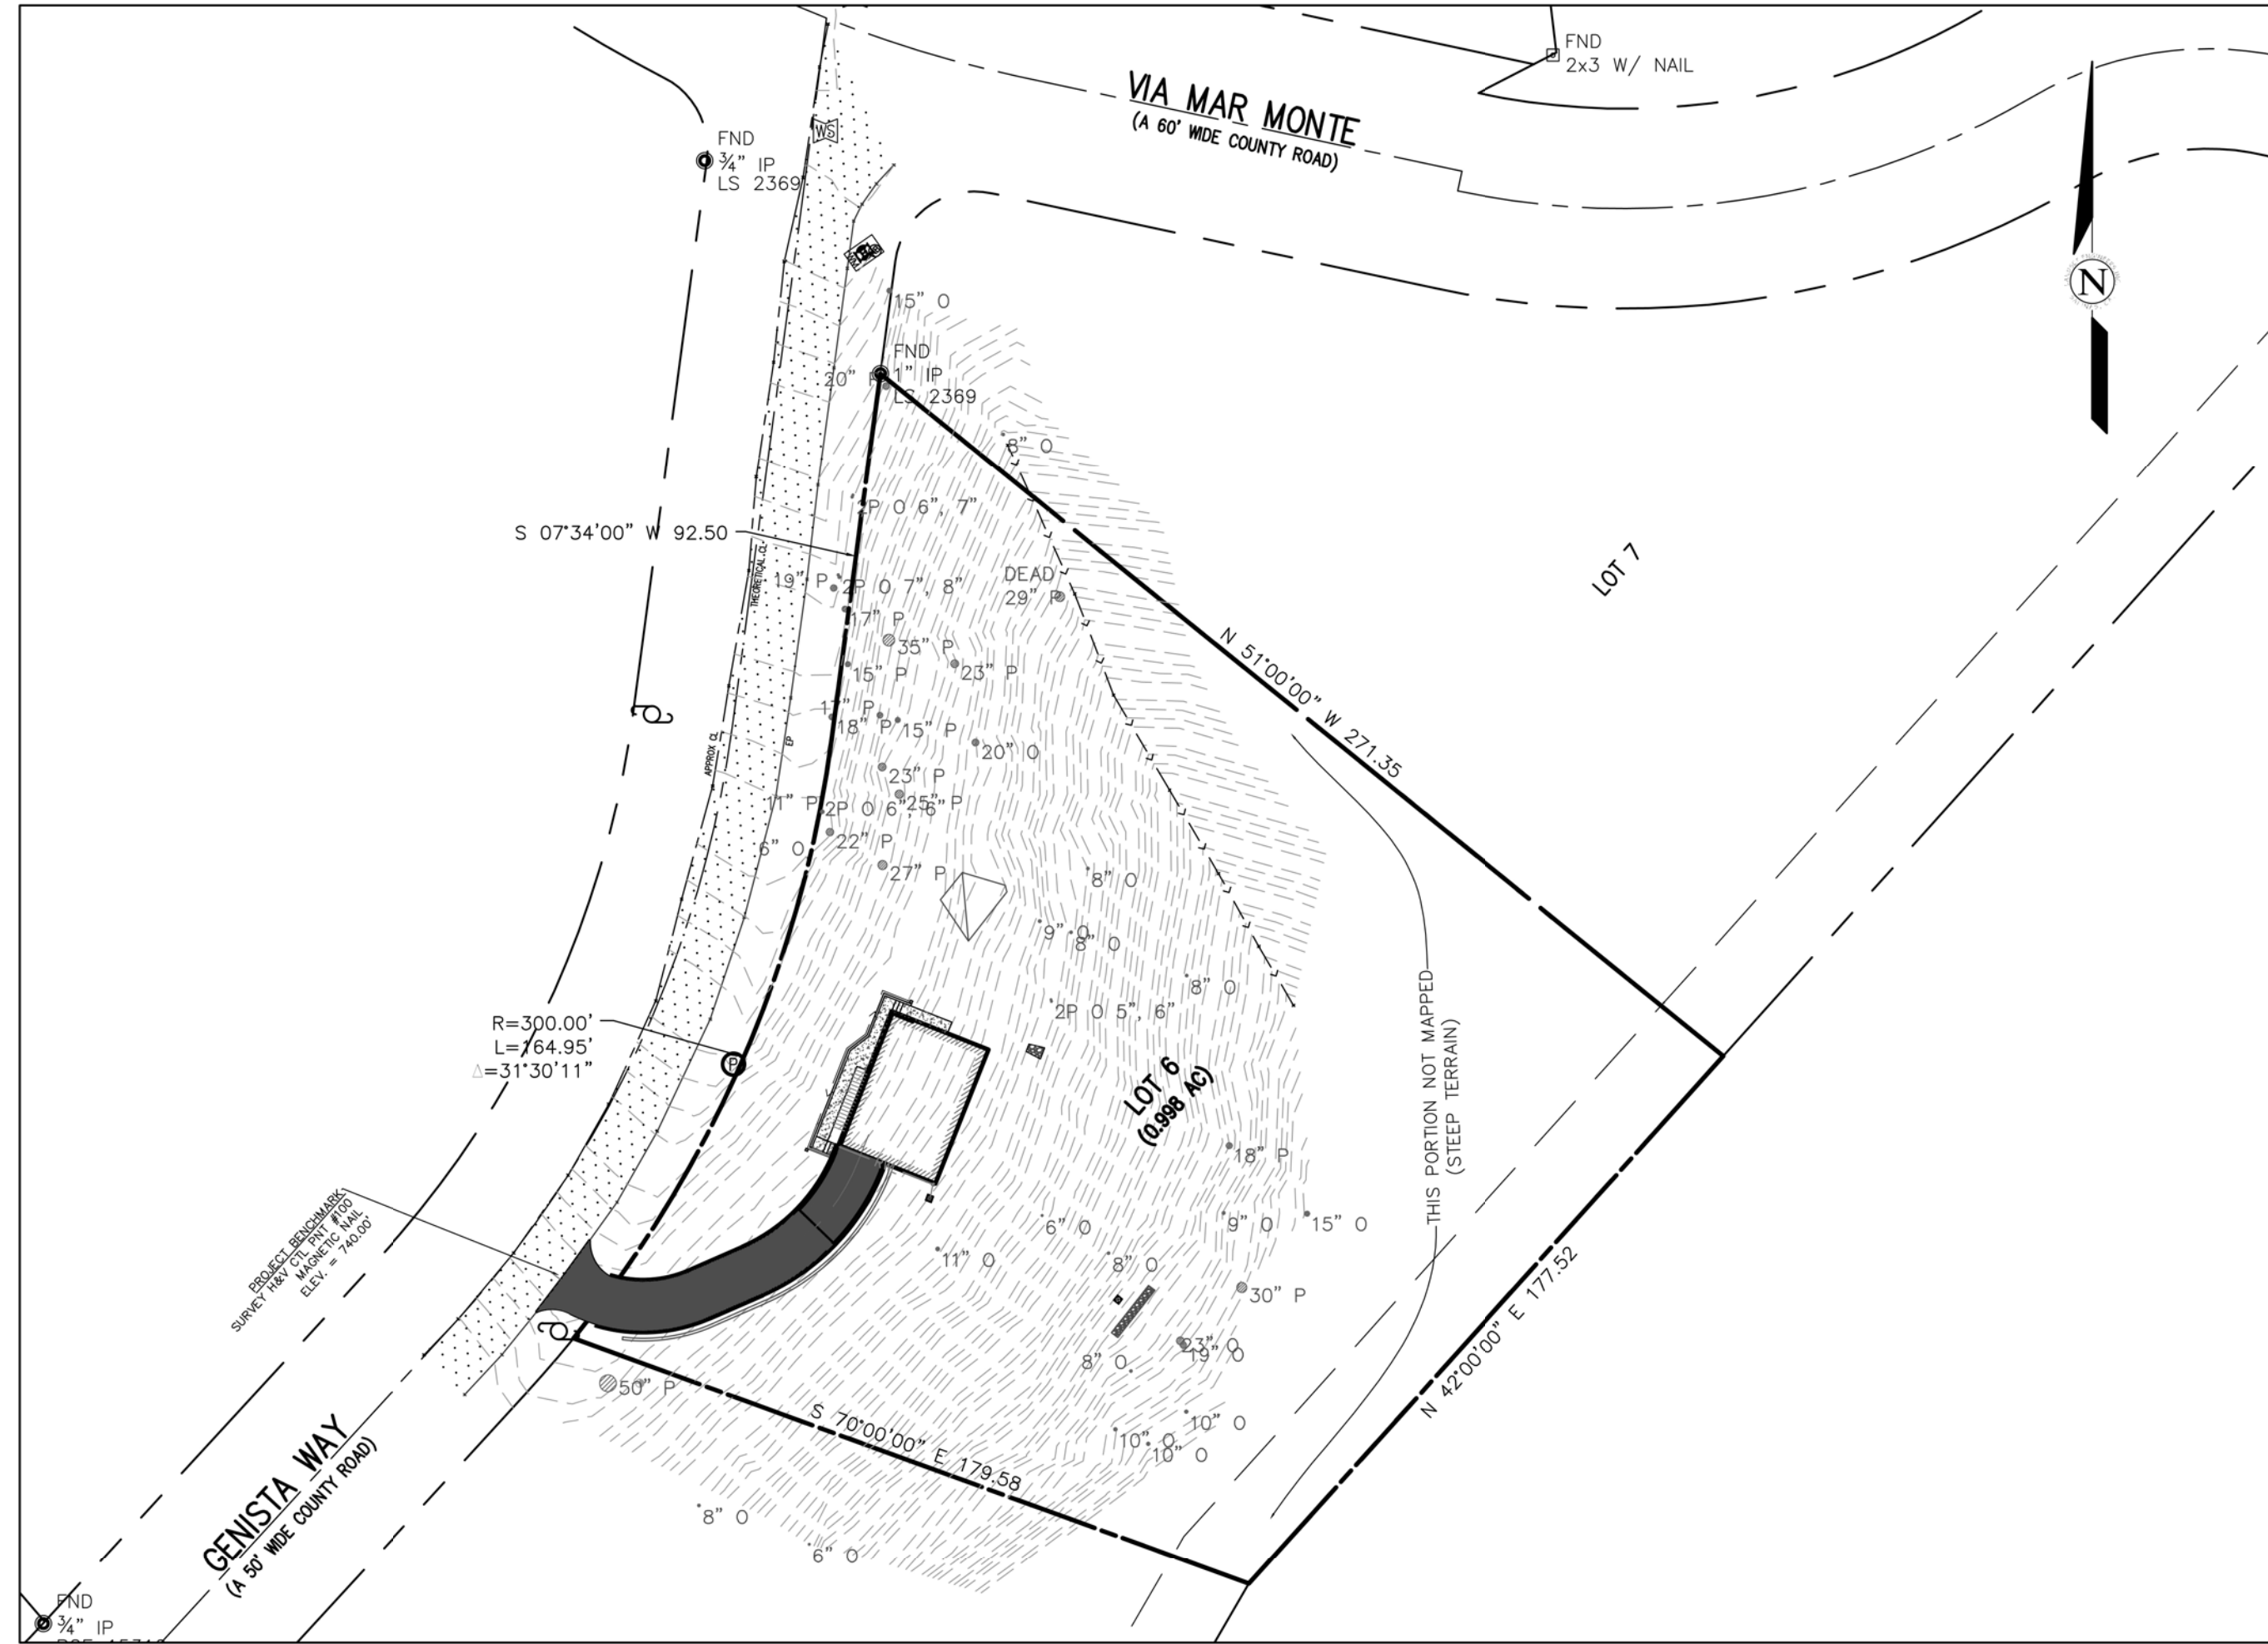 FND
2x3 W/ NAIL
VIA MAR MONTE
(A 60' WIDE COUNTY ROAD)
WS
FND
¾" IP
LS 2369
N
15" O
FND
1" IP
LS 2369
20" P
8" O
2P O 6", 7"
S 07°34'00" W 92.50
THEORETICAL CL
19" P
2P O 7", 8"
DEAD
29" P
LOT 7
17" P
35" P
23" P
15" P
N 51°00'00" W 271.35
17" P
18" P
15" P
20" O
APPROX CL
EP
23" P
25" P
11" P
2P O 6", 6"
22" P
6" O
27" P
8" O
9" O
8" O
8" O
2P O 5", 6"
R=300.00'
L=164.95'
Δ=31°30'11"
P
LOT 6
(0.998 AC)
THIS PORTION NOT MAPPED
(STEEP TERRAIN)
18" P
PROJECT BENCHMARK
SURVEY H&V CTL PNT #100
MAGNETIC NAIL
ELEV. = 740.00'
6" O
9" O
15" O
11" O
8" O
30" P
N 42°00'00" E 177.52
23" O
19" O
8" O
50" P
S 70°00'00" E 179.58
10" O
10" O
10" O
GENISTA WAY
(A 50' WIDE COUNTY ROAD)
8" O
6" O
FND
¾" IP